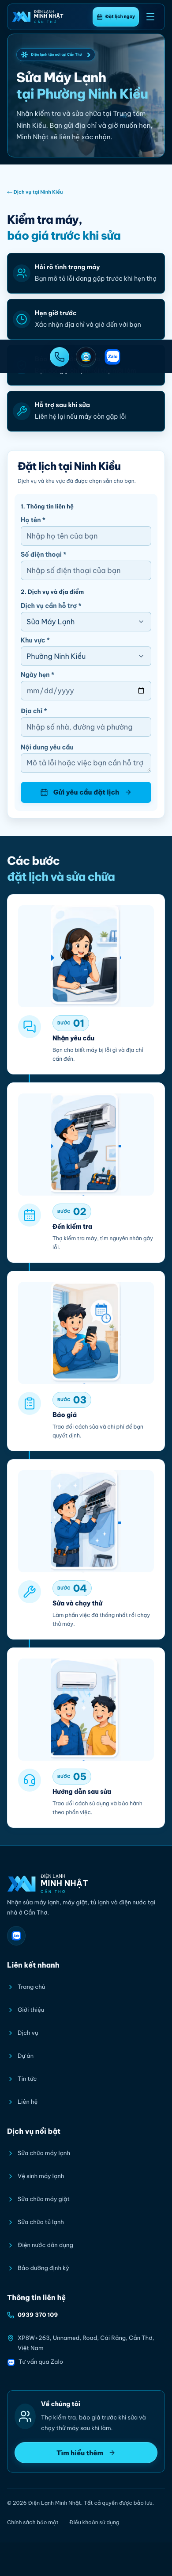 ĐIỆN LẠNH
MINH NHẬT
CẦN THƠ
Đặt lịch ngay
Điện lạnh tận nơi tại Cần Thơ
Sửa Máy Lạnh
tại Phường Ninh Kiều
Nhận kiểm tra và sửa chữa tại Trung tâm
Ninh Kiều. Bạn gửi địa chỉ và giờ muốn hẹn,
Minh Nhật sẽ liên hệ xác nhận.
Dịch vụ tại Ninh Kiều
Kiểm tra máy,
báo giá trước khi sửa
Hỏi rõ tình trạng máy
Bạn mô tả lỗi đang gặp trước khi hẹn thợ
Hẹn giờ trước
Xác nhận địa chỉ và giờ đến với bạn
Zalo
Hỗ trợ sau khi sửa
Liên hệ lại nếu máy còn gặp lỗi
Đặt lịch tại Ninh Kiều
Dịch vụ và khu vực đã được chọn sẵn cho bạn.
1. Thông tin liên hệ
Họ tên *
Nhập họ tên của bạn
Số điện thoại *
Nhập số điện thoại của bạn
2. Dịch vụ và địa điểm
Dịch vụ cần hỗ trợ *
Sửa Máy Lạnh
Khu vực *
Phường Ninh Kiều
Ngày hẹn *
mm/dd/yyyy
Địa chỉ *
Nhập số nhà, đường và phường
Nội dung yêu cầu
Mô tả lỗi hoặc việc bạn cần hỗ trợ
Gửi yêu cầu đặt lịch
Các bước
đặt lịch và sửa chữa
BƯỚC 01
Nhận yêu cầu
Bạn cho biết máy bị lỗi gì và địa chỉ
cần đến.
BƯỚC 02
Đến kiểm tra
Thợ kiểm tra máy, tìm nguyên nhân gây
lỗi.
BƯỚC 03
Báo giá
Trao đổi cách sửa và chi phí để bạn
quyết định.
BƯỚC 04
Sửa và chạy thử
Làm phần việc đã thống nhất rồi chạy
thử máy.
BƯỚC 05
Hướng dẫn sau sửa
Trao đổi cách sử dụng và bảo hành
theo phần việc.
ĐIỆN LẠNH
MINH NHẬT
CẦN THƠ
Nhận sửa máy lạnh, máy giặt, tủ lạnh và điện nước tại
nhà ở Cần Thơ.
Liên kết nhanh
Trang chủ
Giới thiệu
Dịch vụ
Dự án
Tin tức
Liên hệ
Dịch vụ nổi bật
Sửa chữa máy lạnh
Vệ sinh máy lạnh
Sửa chữa máy giặt
Sửa chữa tủ lạnh
Điện nước dân dụng
Bảo dưỡng định kỳ
Thông tin liên hệ
0939 370 109
XP8W+263, Unnamed, Road, Cái Răng, Cần Thơ,
Việt Nam
Tư vấn qua Zalo
Về chúng tôi
Thợ kiểm tra, báo giá trước khi sửa và
chạy thử máy sau khi làm.
Tìm hiểu thêm
© 2026 Điện Lạnh Minh Nhật. Tất cả quyền được bảo lưu.
Chính sách bảo mật
Điều khoản sử dụng